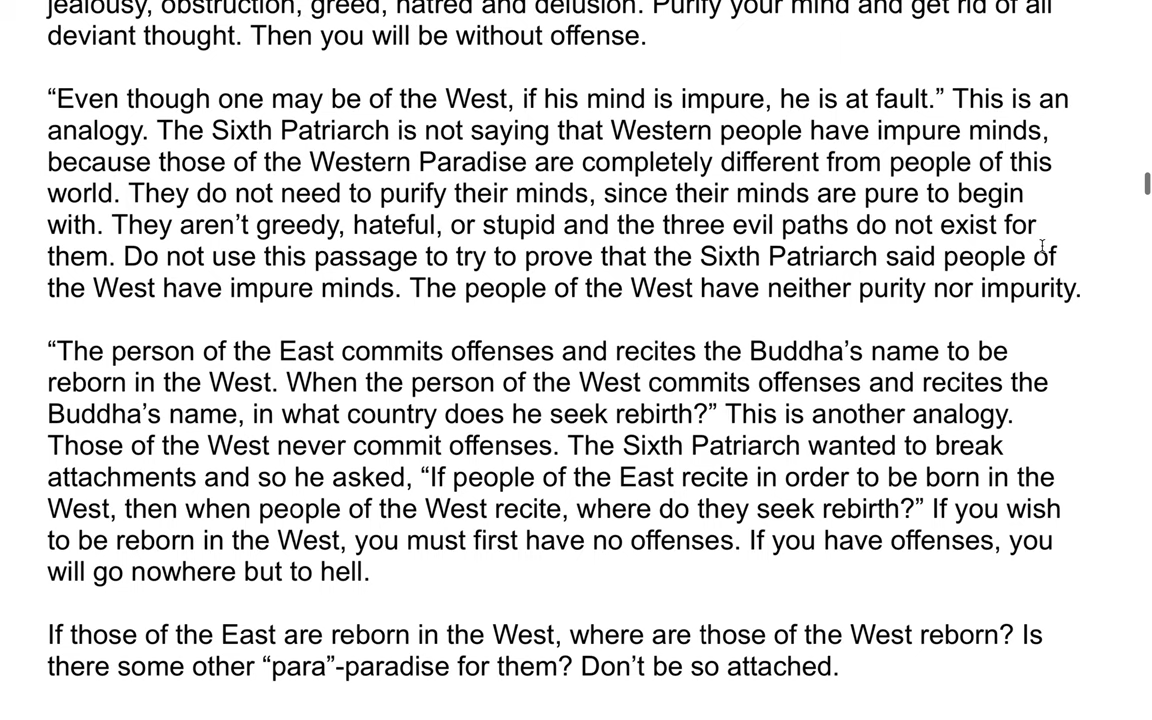 jealousy, obstruction, greed, hatred and delusion. Purify your mind and get rid of all
deviant thought. Then you will be without offense.
“Even though one may be of the West, if his mind is impure, he is at fault.” This is an
analogy. The Sixth Patriarch is not saying that Western people have impure minds,
because those of the Western Paradise are completely different from people of this
world. They do not need to purify their minds, since their minds are pure to begin
with. They aren’t greedy, hateful, or stupid and the three evil paths do not exist for
them. Do not use this passage to try to prove that the Sixth Patriarch said people of
the West have impure minds. The people of the West have neither purity nor impurity.
“The person of the East commits offenses and recites the Buddha’s name to be
reborn in the West. When the person of the West commits offenses and recites the
Buddha’s name, in what country does he seek rebirth?” This is another analogy.
Those of the West never commit offenses. The Sixth Patriarch wanted to break
attachments and so he asked, “If people of the East recite in order to be born in the
West, then when people of the West recite, where do they seek rebirth?” If you wish
to be reborn in the West, you must first have no offenses. If you have offenses, you
will go nowhere but to hell.
If those of the East are reborn in the West, where are those of the West reborn? Is
there some other “para”-paradise for them? Don’t be so attached.